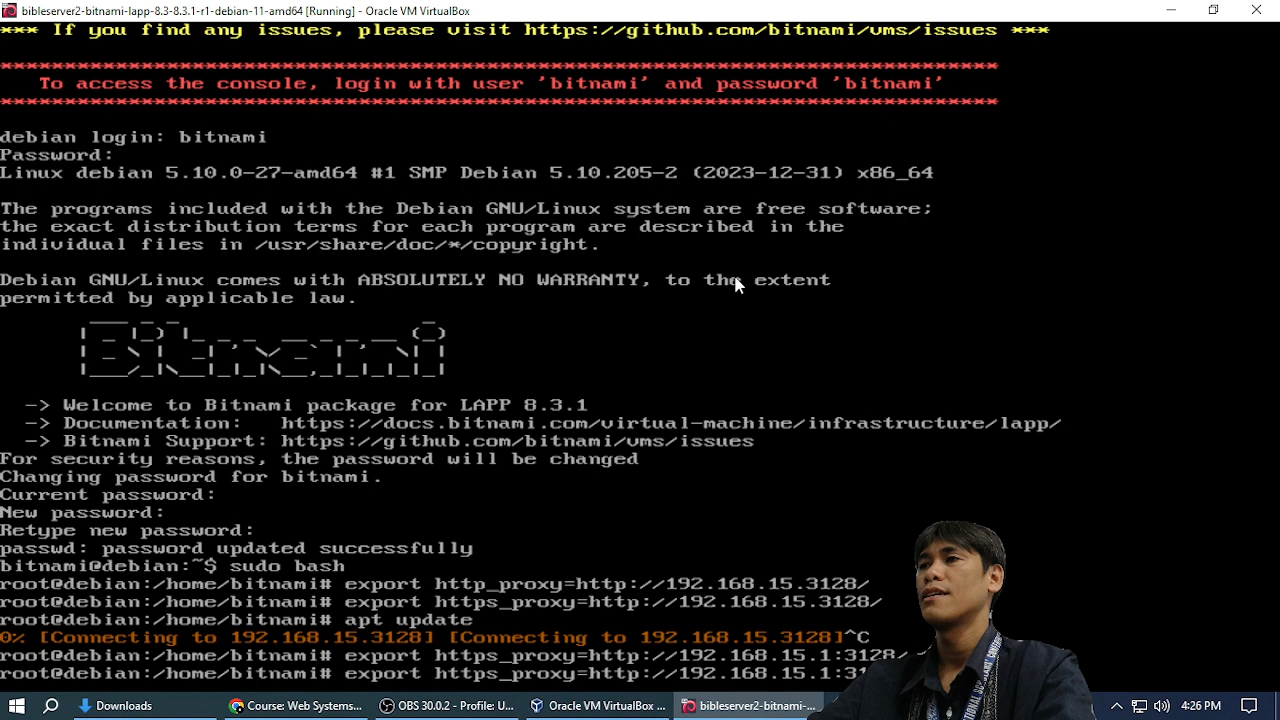 bibleserver2-bitnami-lapp-8.3-8.3.1-r1-debian-11-amd64 [Running] - Oracle VM VirtualBox
*** If you find any issues, please visit https://github.com/bitnami/vms/issues ***
*******************************************************************************
To access the console, login with user 'bitnami' and password 'bitnami'
*******************************************************************************
debian login: bitnami
Password:
Linux debian 5.10.0-27-amd64 #1 SMP Debian 5.10.205-2 (2023-12-31) x86_64
The programs included with the Debian GNU/Linux system are free software;
the exact distribution terms for each program are described in the
individual files in /usr/share/doc/*/copyright.
Debian GNU/Linux comes with ABSOLUTELY NO WARRANTY, to the extent
permitted by applicable law.
Bitnami
-> Welcome to Bitnami package for LAPP 8.3.1
-> Documentation: https://docs.bitnami.com/virtual-machine/infrastructure/lapp/
-> Bitnami Support: https://github.com/bitnami/vms/issues
For security reasons, the password will be changed
Changing password for bitnami.
Current password:
New password:
Retype new password:
passwd: password updated successfully
bitnami@debian:~$ sudo bash
root@debian:/home/bitnami# export http_proxy=http://192.168.15.3128/
root@debian:/home/bitnami# export https_proxy=http://192.168.15.3128/
root@debian:/home/bitnami# apt update
0% [Connecting to 192.168.15.3128] [Connecting to 192.168.15.3128]^C
root@debian:/home/bitnami# export https_proxy=http://192.168.15.1:3128/
root@debian:/home/bitnami# export https_proxy=http://192.168.15.1:31
Downloads
Course: Web Systems...
OBS 30.0.2 - Profile: U...
Oracle VM VirtualBox ...
bibleserver2-bitnami-...
4:26 PM